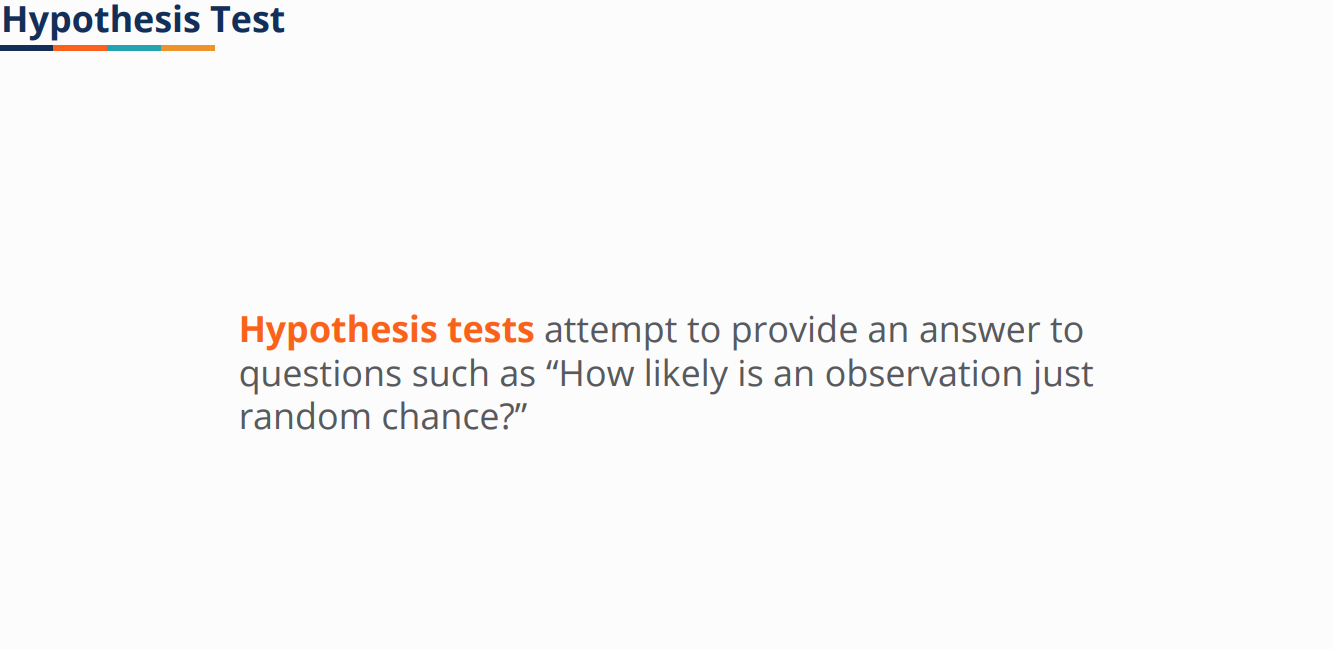 Hypothesis Test
Hypothesis tests attempt to provide an answer to
questions such as “How likely is an observation just
random chance?”